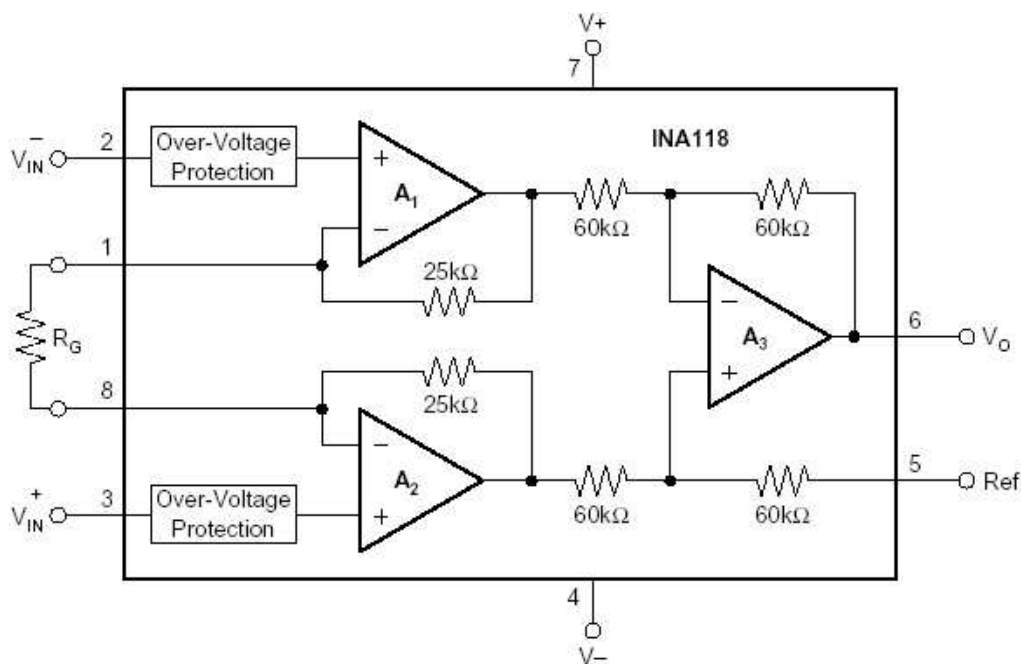 V+
7
INA118
2
V̄IN
Over-Voltage
Protection
+
A1
−
60kΩ
60kΩ
1
25kΩ
RG
−
A3
+
6
VO
8
25kΩ
−
A2
+
3
V+IN
Over-Voltage
Protection
60kΩ
60kΩ
5
Ref
4
V−